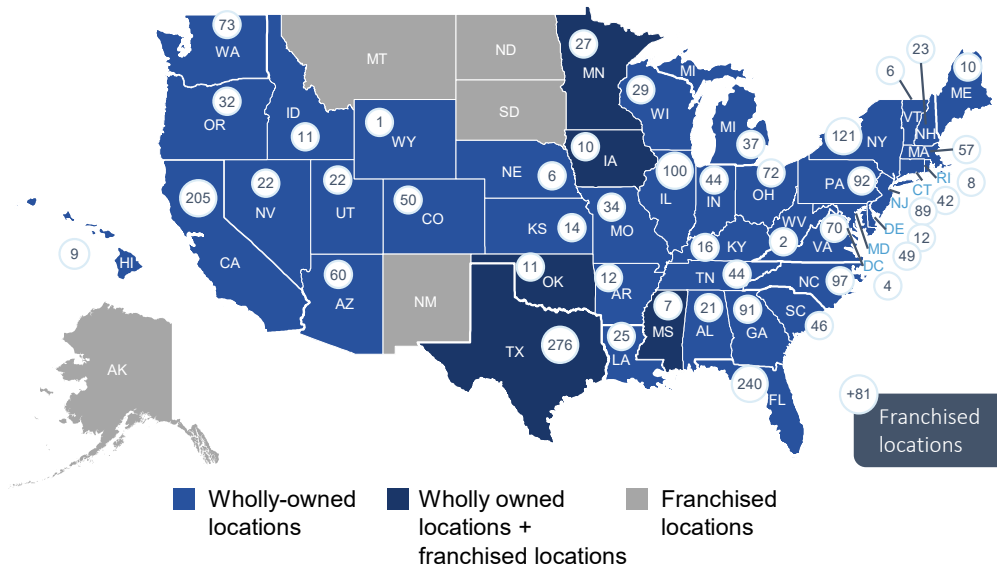 73
WA
MT
ND
27
MN
MI
6
23
10
ME
VT
NH
32
OR
ID
11
1
WY
SD
29
WI
MI
37
121
NY
MA
57
205
22
NV
22
UT
50
CO
NE
6
10
IA
100
IL
44
IN
72
OH
PA
92
CT
RI
8
NJ
42
89
9
HI
CA
60
AZ
NM
KS
14
34
MO
16
KY
WV
2
70
VA
DE
12
MD
49
DC
4
11
OK
12
AR
TN
44
NC
97
TX
276
25
LA
7
MS
21
AL
91
GA
SC
46
AK
240
FL
+81
Franchised
locations
Wholly-owned
locations
Wholly owned
locations +
franchised locations
Franchised
locations